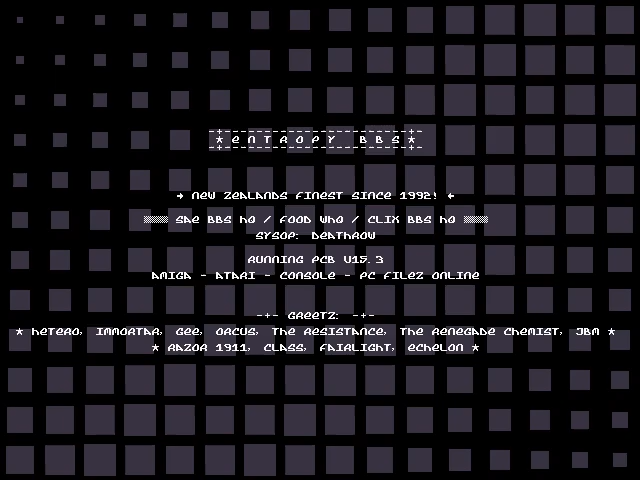 -+--------------------+-
* ENTROPY BBS *
-+--------------------+-
→ NEW ZEALANDS FINEST SINCE 1992! ←
▒▒▒ SAE BBS HQ / FOOD WHQ / CLIX BBS HQ ▒▒▒
SYSOP: DEATHROW
RUNNING PCB V15.3
AMIGA - ATARI - CONSOLE - PC FILEZ ONLINE
-+- GREETZ: -+-
* HETERO, IMMORTAR, GEE, ORCUS, THE RESISTANCE, THE RENEGADE CHEMIST, JBM *
* RAZOR 1911, CLASS, FAIRLIGHT, ECHELON *